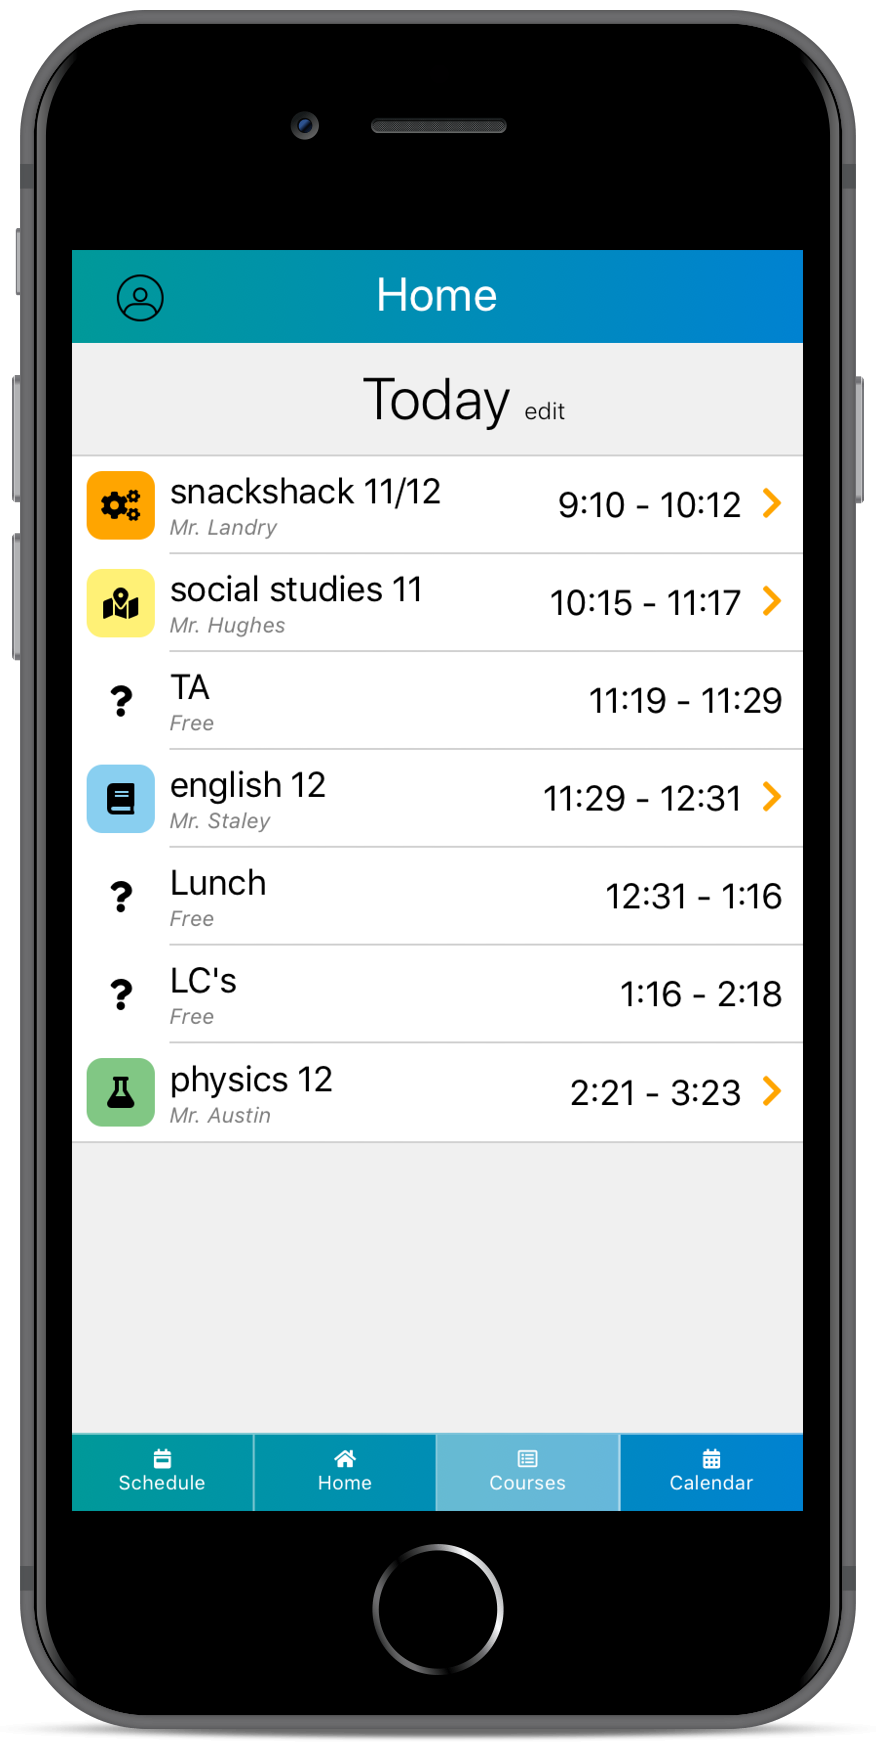 Home
Today edit
snackshack 11/12
Mr. Landry
9:10 - 10:12
social studies 11
Mr. Hughes
10:15 - 11:17
TA
Free
11:19 - 11:29
english 12
Mr. Staley
11:29 - 12:31
Lunch
Free
12:31 - 1:16
LC's
Free
1:16 - 2:18
physics 12
Mr. Austin
2:21 - 3:23
Schedule
Home
Courses
Calendar